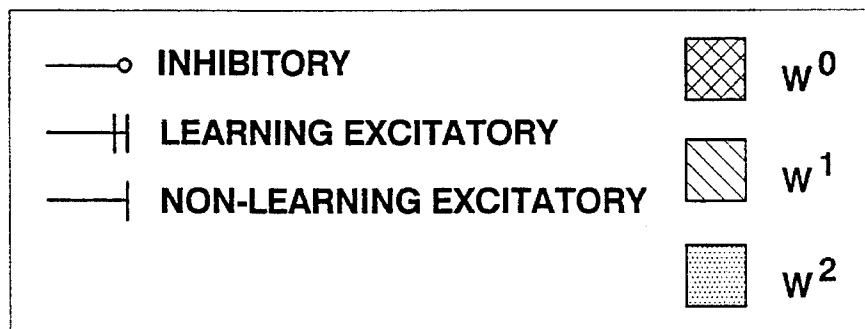 INHIBITORY
LEARNING EXCITATORY
NON-LEARNING EXCITATORY
W⁰
W¹
W²